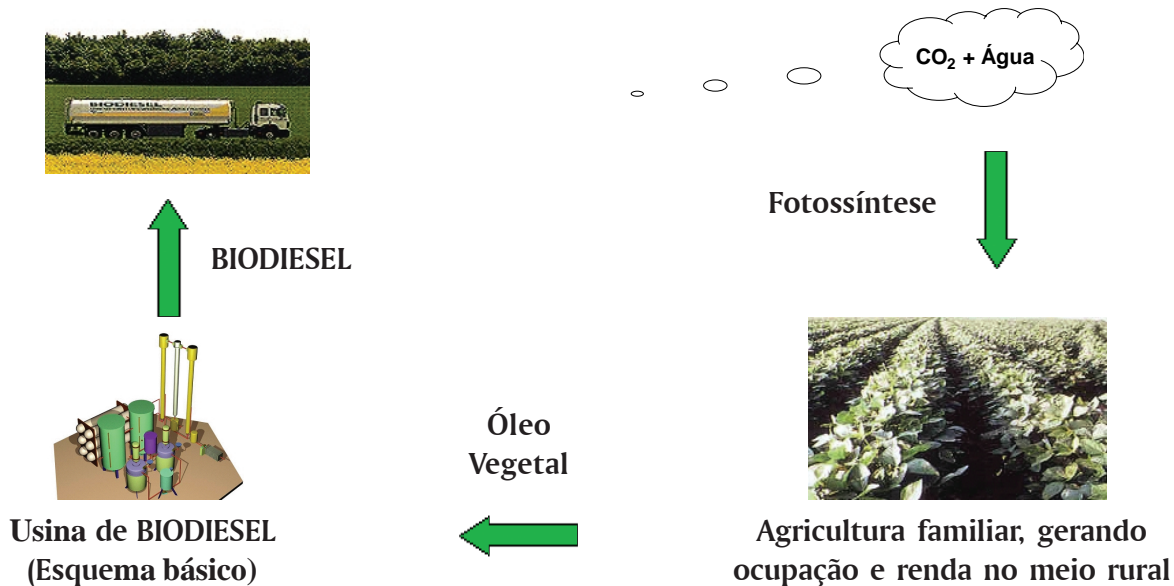 CO₂ + Água
Fotossíntese
BIODIESEL
BIODIESEL
Óleo
Vegetal
Usina de BIODIESEL
(Esquema básico)
Agricultura familiar, gerando
ocupação e renda no meio rural